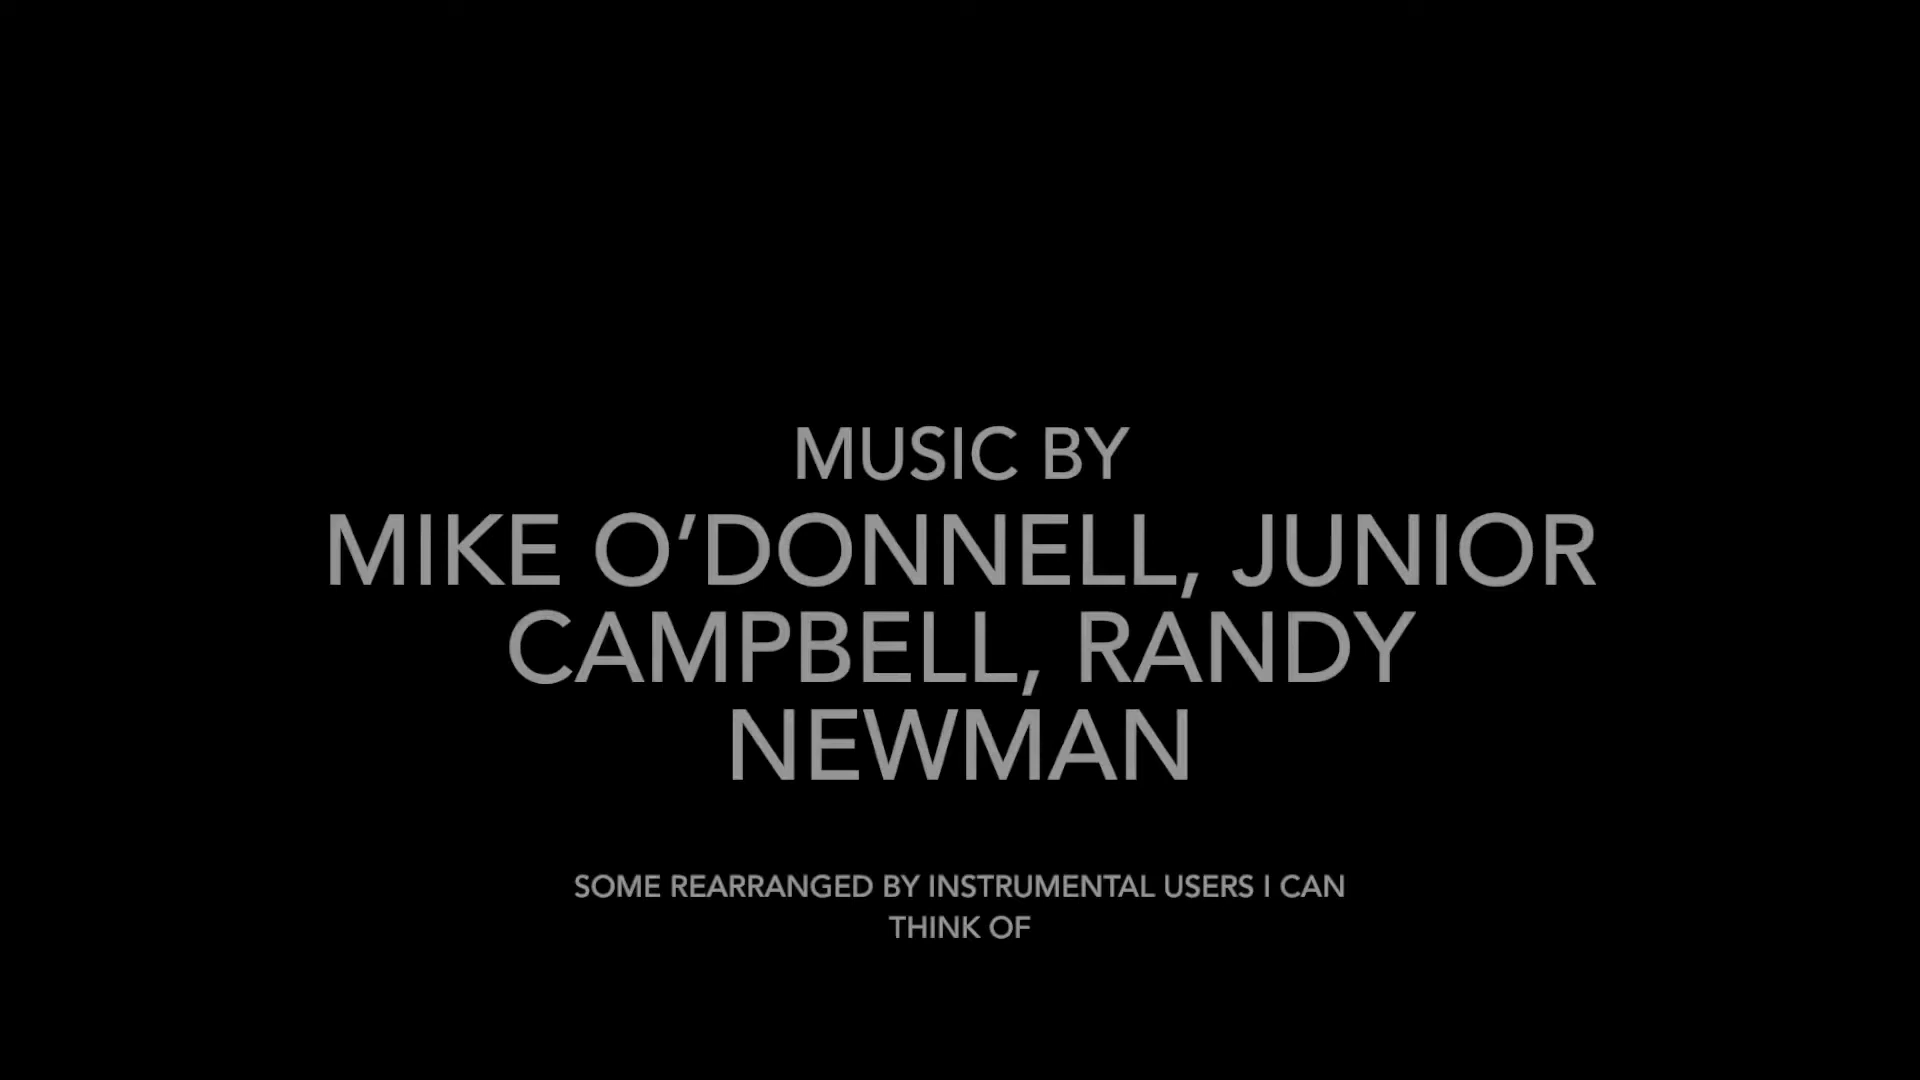 MUSIC BY
MIKE O’DONNELL, JUNIOR
CAMPBELL, RANDY
NEWMAN
SOME REARRANGED BY INSTRUMENTAL USERS I CAN
THINK OF